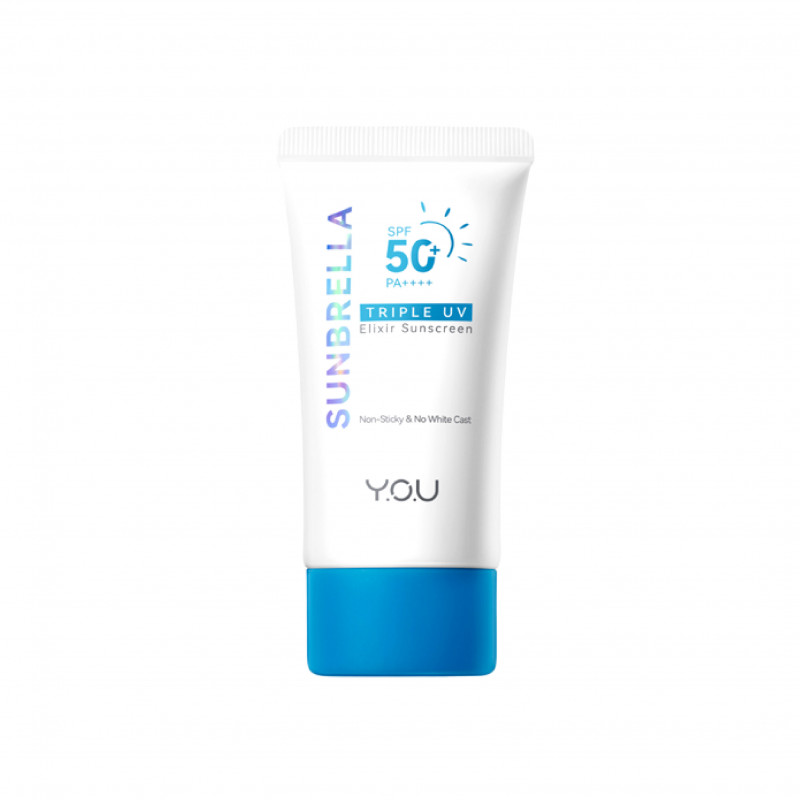 SUNBRELLA
SPF
50+
PA++++
TRIPLE UV
Elixir Sunscreen
Non-Sticky & No White Cast
Y.O.U